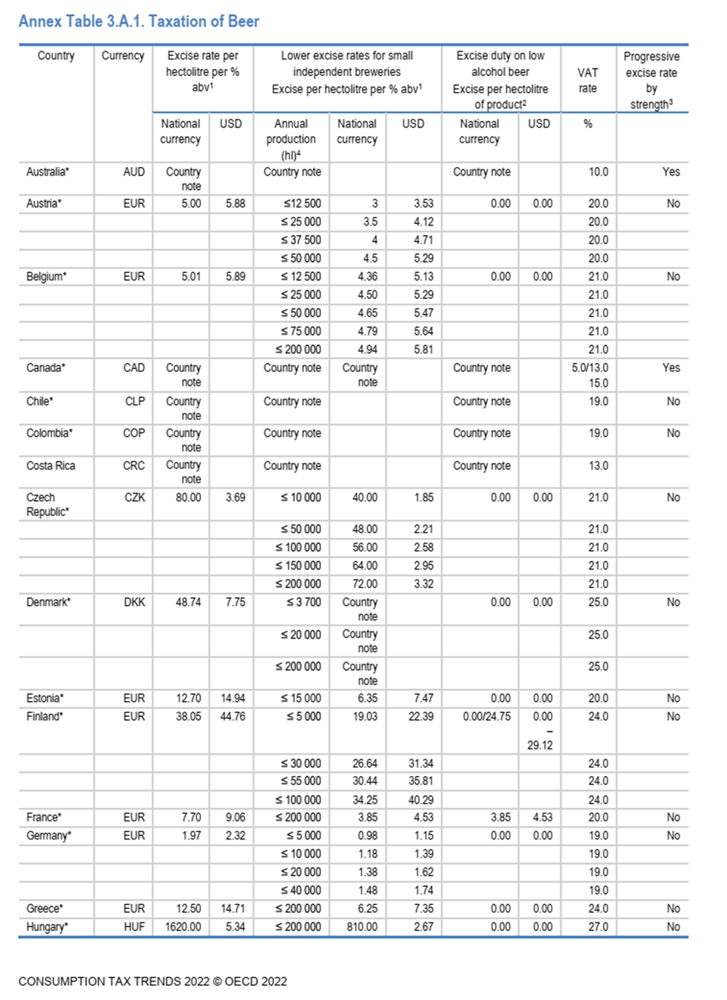 Annex Table 3.A.1. Taxation of Beer
Country Currency Excise rate per hectolitre per % abv1 Lower excise rates for small independent breweries Excise per hectolitre per % abv1 Excise duty on low alcohol beer Excise per hectolitre of product2 VAT rate Progressive excise rate by strength3
National currency USD Annual production (hl)4 National currency USD National currency USD %
Australia* AUD Country note Country note Country note 10.0 Yes
Austria* EUR 5.00 5.88 ≤12 500 3 3.53 0.00 0.00 20.0 No
≤ 25 000 3.5 4.12 20.0
≤ 37 500 4 4.71 20.0
≤ 50 000 4.5 5.29 20.0
Belgium* EUR 5.01 5.89 ≤ 12 500 4.36 5.13 0.00 0.00 21.0 No
≤ 25 000 4.50 5.29 21.0
≤ 50 000 4.65 5.47 21.0
≤ 75 000 4.79 5.64 21.0
≤ 200 000 4.94 5.81 21.0
Canada* CAD Country note Country note Country note Country note 5.0/13.0 15.0 Yes
Chile* CLP Country note Country note Country note 19.0 No
Colombia* COP Country note Country note Country note 19.0 No
Costa Rica CRC Country note Country note Country note 13.0
Czech Republic* CZK 80.00 3.69 ≤ 10 000 40.00 1.85 0.00 0.00 21.0 No
≤ 50 000 48.00 2.21 21.0
≤ 100 000 56.00 2.58 21.0
≤ 150 000 64.00 2.95 21.0
≤ 200 000 72.00 3.32 21.0
Denmark* DKK 48.74 7.75 ≤ 3 700 Country note 0.00 0.00 25.0 No
≤ 20 000 Country note 25.0
≤ 200 000 Country note 25.0
Estonia* EUR 12.70 14.94 ≤ 15 000 6.35 7.47 0.00 0.00 20.0 No
Finland* EUR 38.05 44.76 ≤ 5 000 19.03 22.39 0.00/24.75 0.00 – 29.12 24.0 No
≤ 30 000 26.64 31.34 24.0
≤ 55 000 30.44 35.81 24.0
≤ 100 000 34.25 40.29 24.0
France* EUR 7.70 9.06 ≤ 200 000 3.85 4.53 3.85 4.53 20.0 No
Germany* EUR 1.97 2.32 ≤ 5 000 0.98 1.15 0.00 0.00 19.0 No
≤ 10 000 1.18 1.39 19.0
≤ 20 000 1.38 1.62 19.0
≤ 40 000 1.48 1.74 19.0
Greece* EUR 12.50 14.71 ≤ 200 000 6.25 7.35 0.00 0.00 24.0 No
Hungary* HUF 1620.00 5.34 ≤ 200 000 810.00 2.67 0.00 0.00 27.0 No
CONSUMPTION TAX TRENDS 2022 © OECD 2022